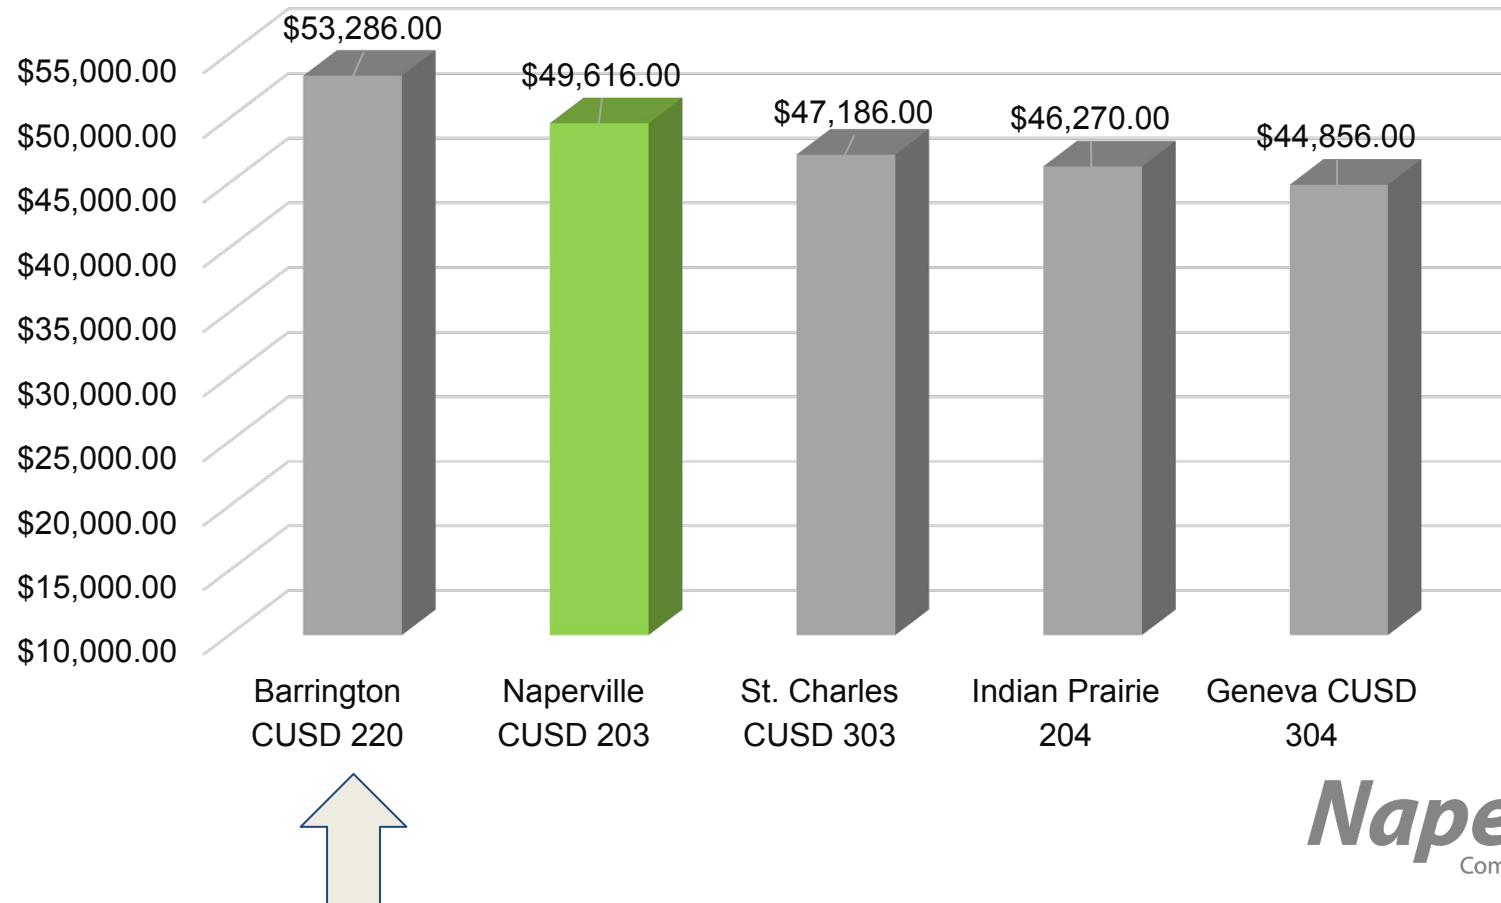 $53,286.00
$49,616.00
$47,186.00
$46,270.00
$44,856.00
$55,000.00
$50,000.00
$45,000.00
$40,000.00
$35,000.00
$30,000.00
$25,000.00
$20,000.00
$15,000.00
$10,000.00
Barrington
CUSD 220
Naperville
CUSD 203
St. Charles
CUSD 303
Indian Prairie
204
Geneva CUSD
304